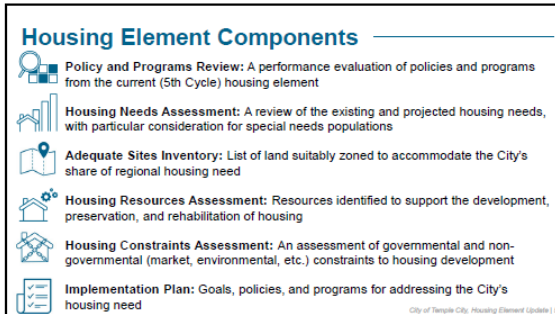 Housing Element Components
Policy and Programs Review: A performance evaluation of policies and programs
from the current (5th Cycle) housing element
Housing Needs Assessment: A review of the existing and projected housing needs,
with particular consideration for special needs populations
Adequate Sites Inventory: List of land suitably zoned to accommodate the City's
share of regional housing need
Housing Resources Assessment: Resources identified to support the development,
preservation, and rehabilitation of housing
Housing Constraints Assessment: An assessment of governmental and non-
governmental (market, environmental, etc.) constraints to housing development
Implementation Plan: Goals, policies, and programs for addressing the City's
housing need
City of Temple City, Housing Element Update |